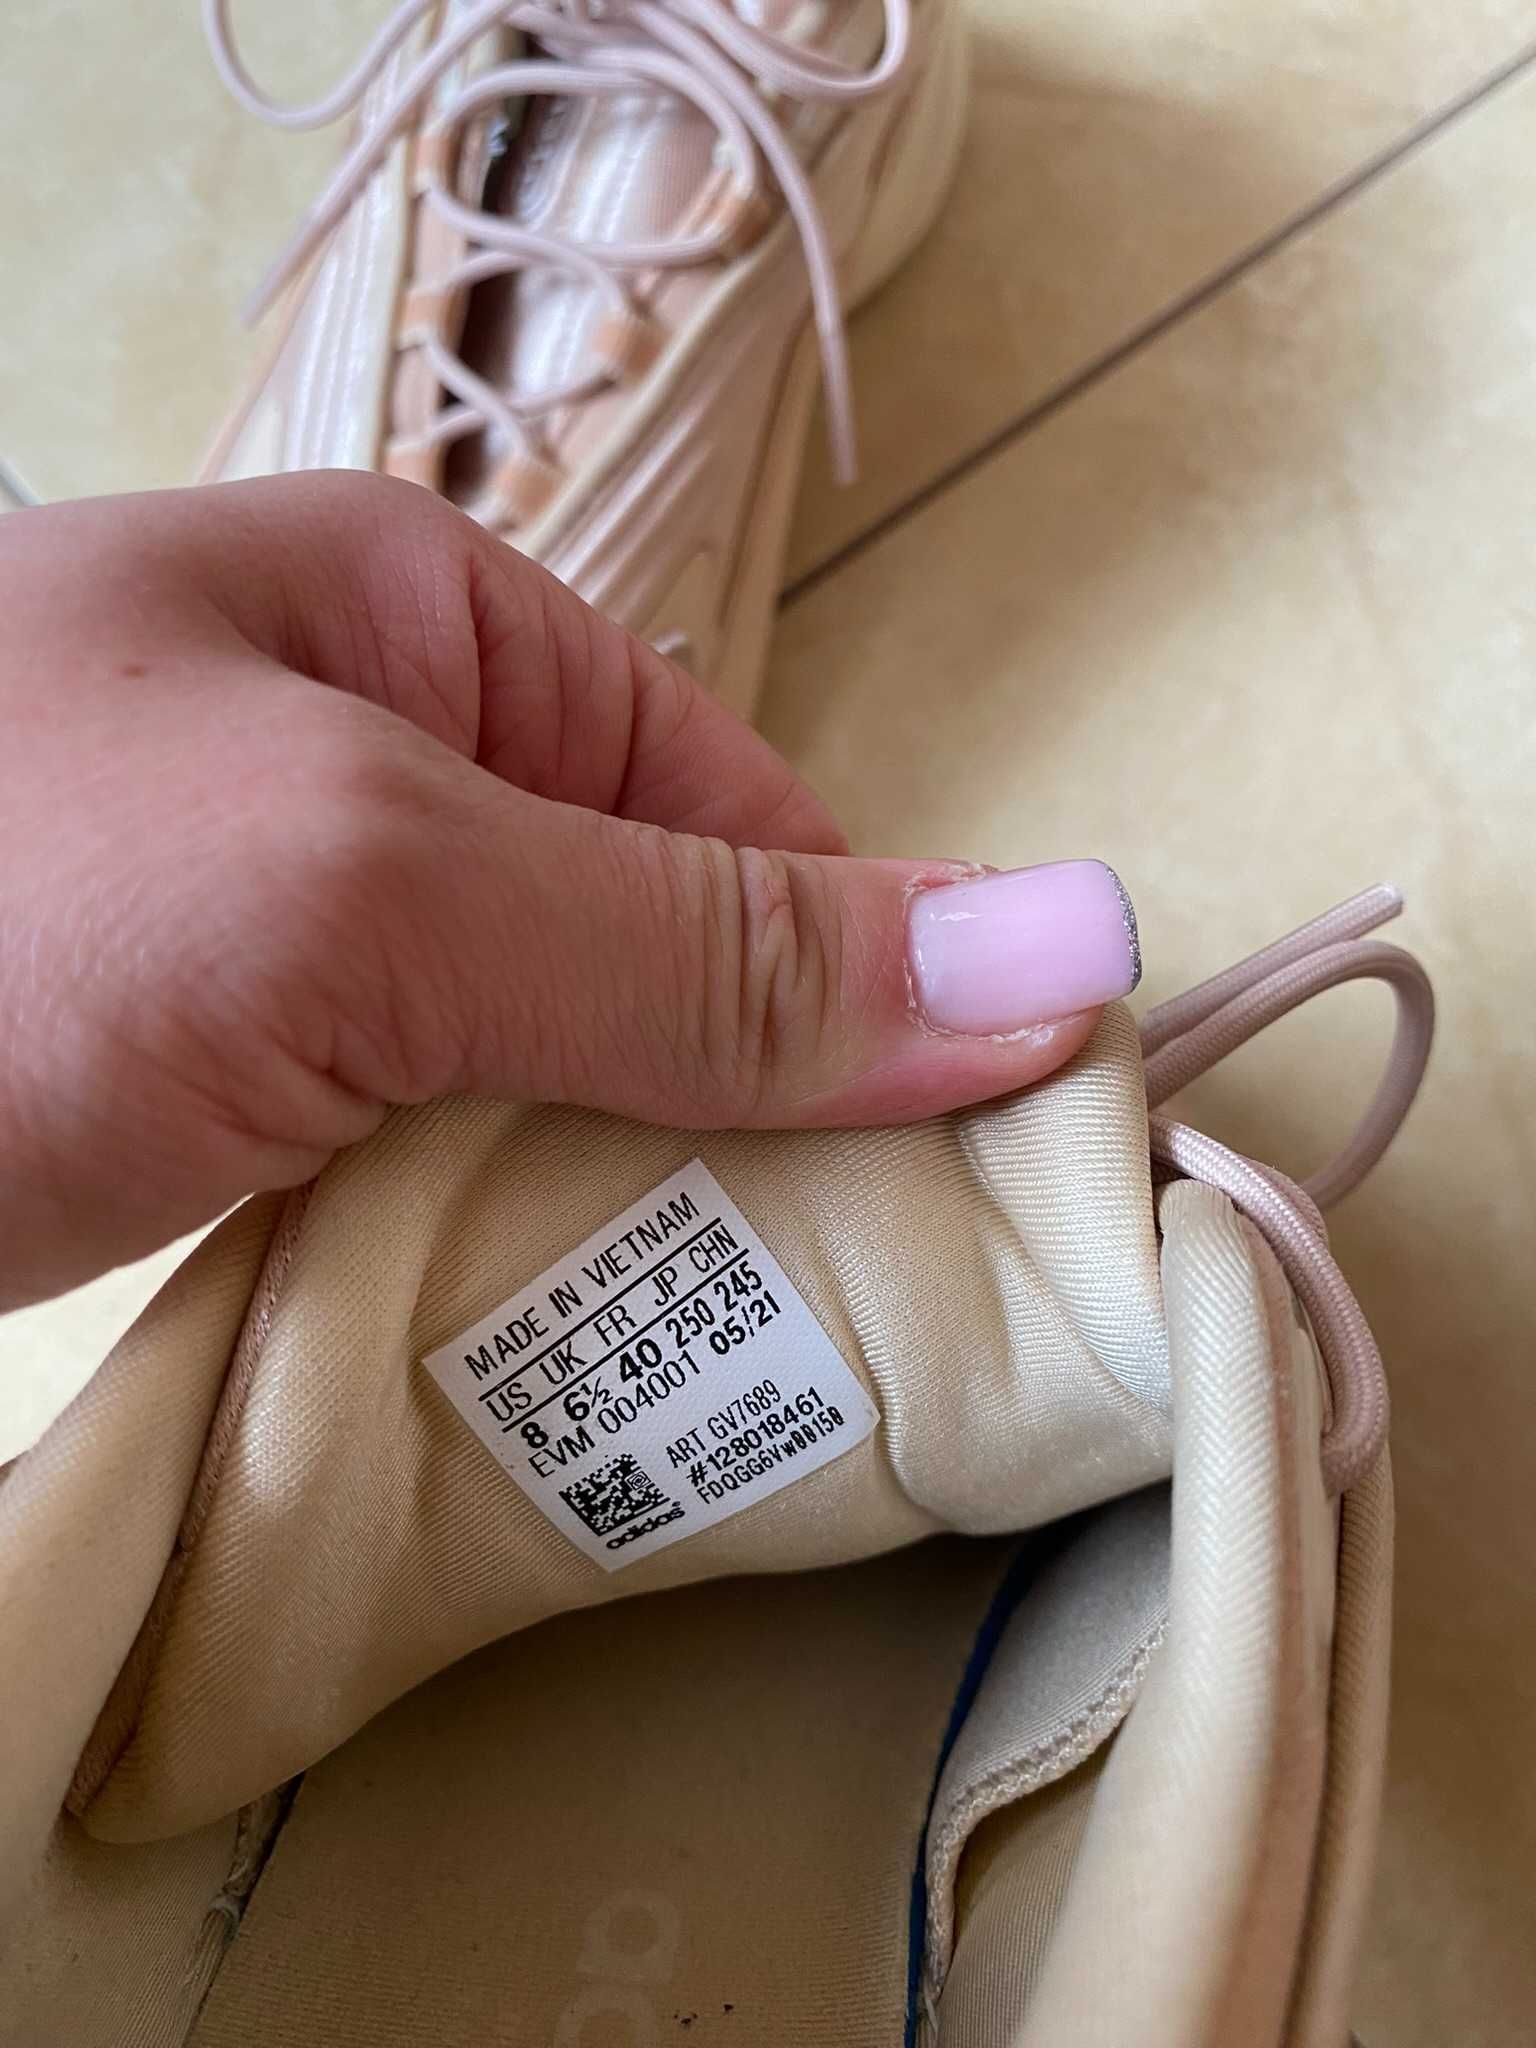 MADE IN VIETNAM
US UK FR JP CHN
8 6½ 40 250 245
EVM 004001 05/21
ART GV7689
#128018461
FDQGG6Vw00150
adidas